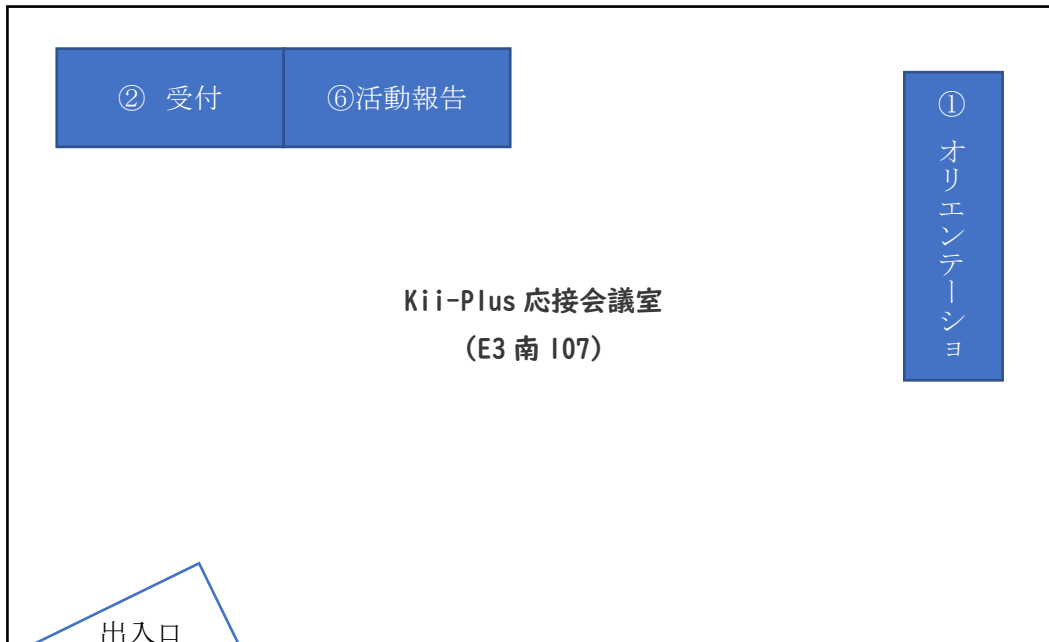 ② 受付
⑥活動報告
① オリエンテーショ
Kii-Plus 応接会議室
(E3 南 107)
出入口